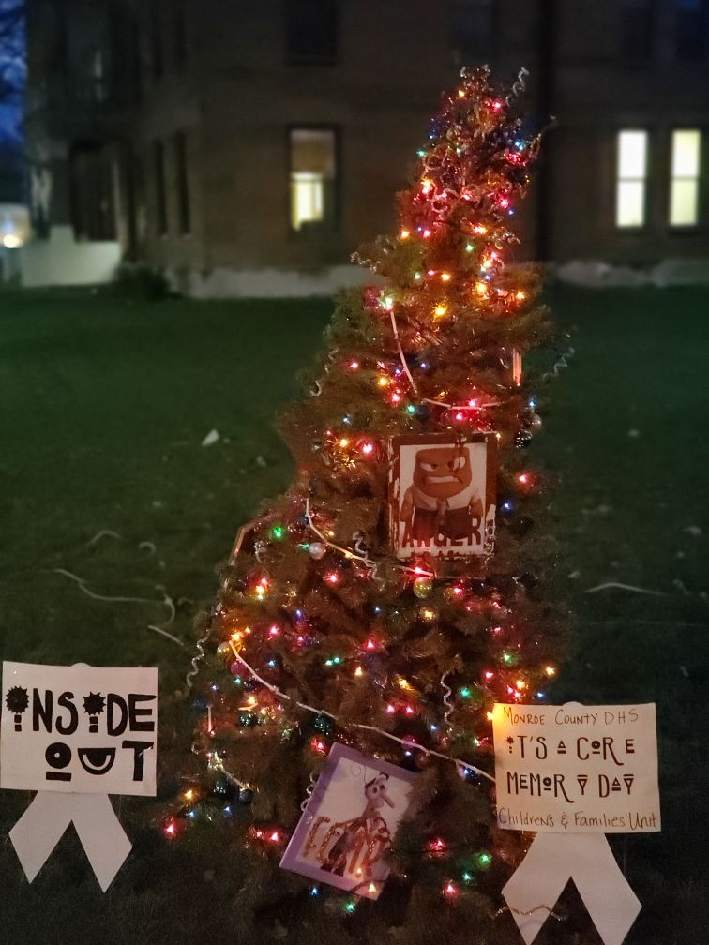 ANGER
INSIDE
OUT
MONROE COUNTY DHS
IT'S A CORE
MEMORY DAY
Childrens & Families Unit